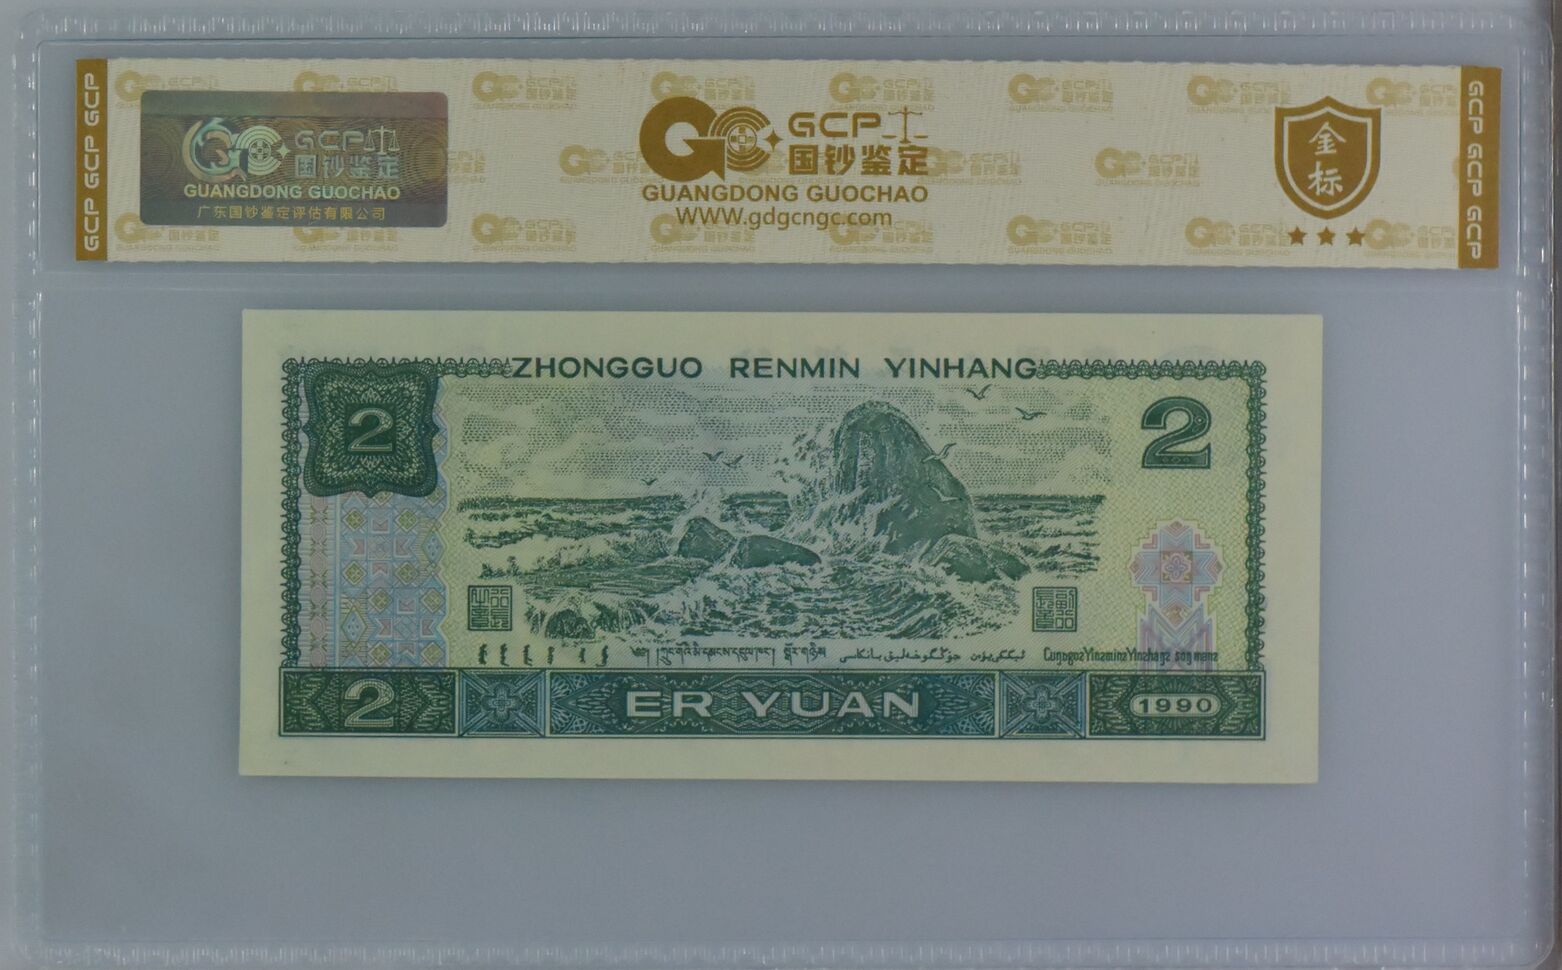 GCP GCP GCP
GCP
国钞鉴定
GUANGDONG GUOCHAO
广东国钞鉴定评估有限公司
GCP
国钞鉴定
GUANGDONG GUOCHAO
WWW.gdgcngc.com
金标
GCP GCP GCP
ZHONGGUO RENMIN YINHANG
2
2
2
ER YUAN
1990